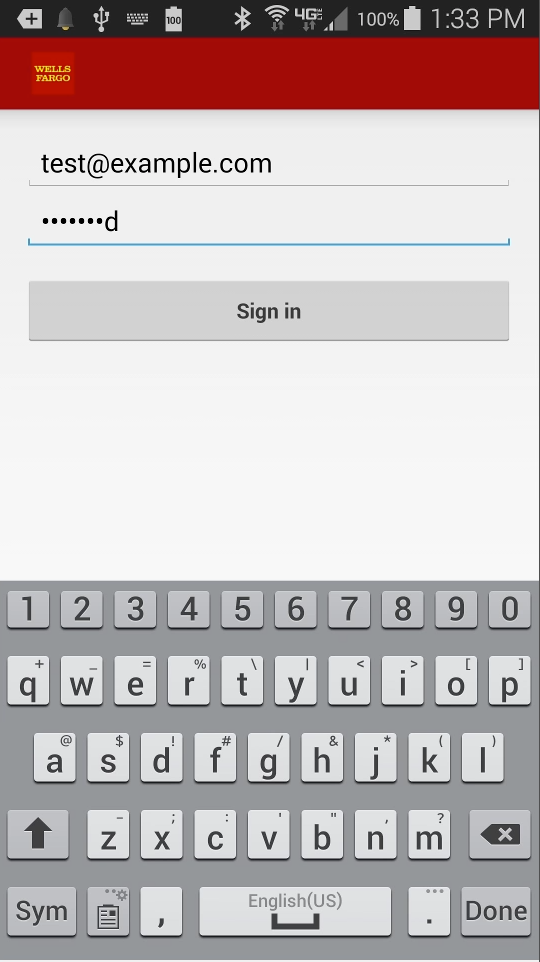 100 4G LTE 100% 1:33 PM
WELLS
FARGO
test@example.com
•••••••d
Sign in
1 2 3 4 5 6 7 8 9 0
+ _ = % \ | < > [ ]
q w e r t y u i o p
@ $ ! # / & * ( )
a s d f g h j k l
- ; : ' " , ?
z x c v b n m
English(US)
Sym , . Done